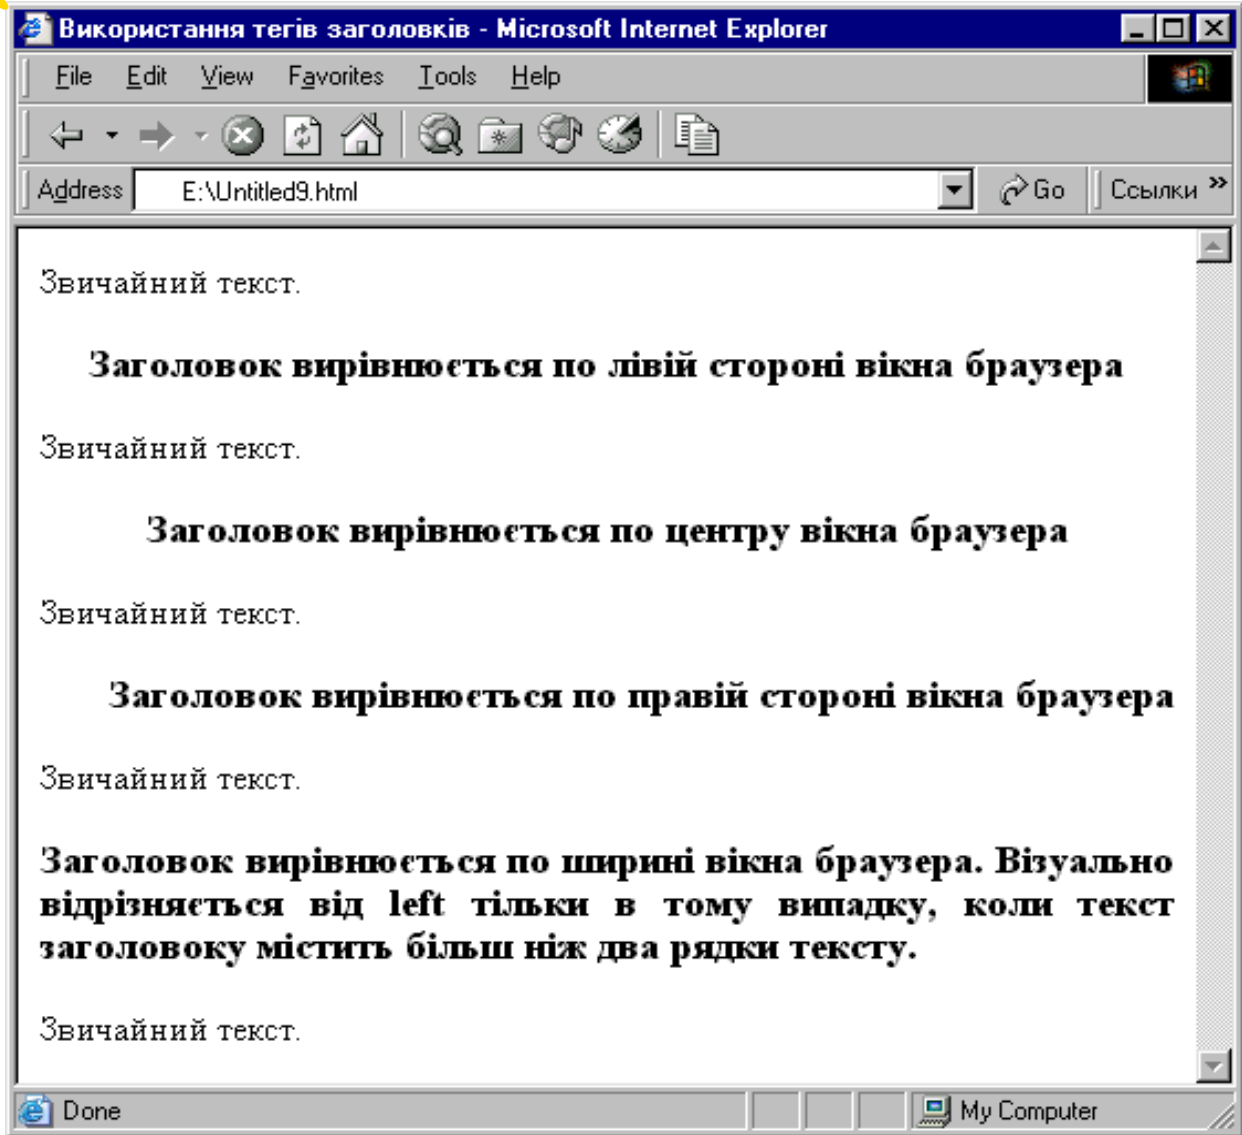 Використання тегів заголовків - Microsoft Internet Explorer
File Edit View Favorites Tools Help
Address E:\Untitled9.html Go Ссылки »
Звичайний текст.
Заголовок вирівнюється по лівій стороні вікна браузера
Звичайний текст.
Заголовок вирівнюється по центру вікна браузера
Звичайний текст.
Заголовок вирівнюється по правій стороні вікна браузера
Звичайний текст.
Заголовок вирівнюється по ширині вікна браузера. Візуально
відрізняється від left тільки в тому випадку, коли текст
заголовоку містить більш ніж два рядки тексту.
Звичайний текст.
Done My Computer